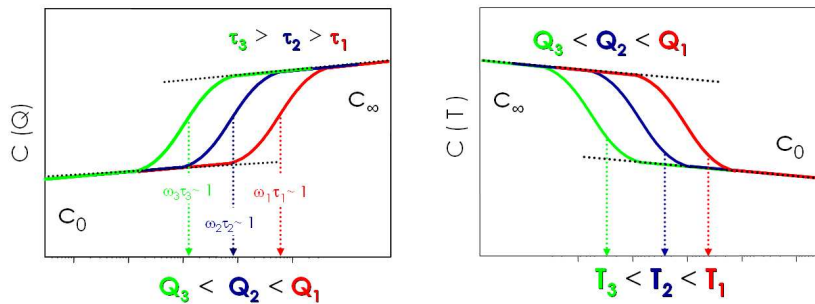 τ₃ > τ₂ > τ₁
C (Q)
C∞
C₀
ω₃τ₃~ 1
ω₁τ₁~ 1
ω₂τ₂~ 1
Q₃ < Q₂ < Q₁
Q₃ < Q₂ < Q₁
C (T)
C∞
C₀
T₃ < T₂ < T₁